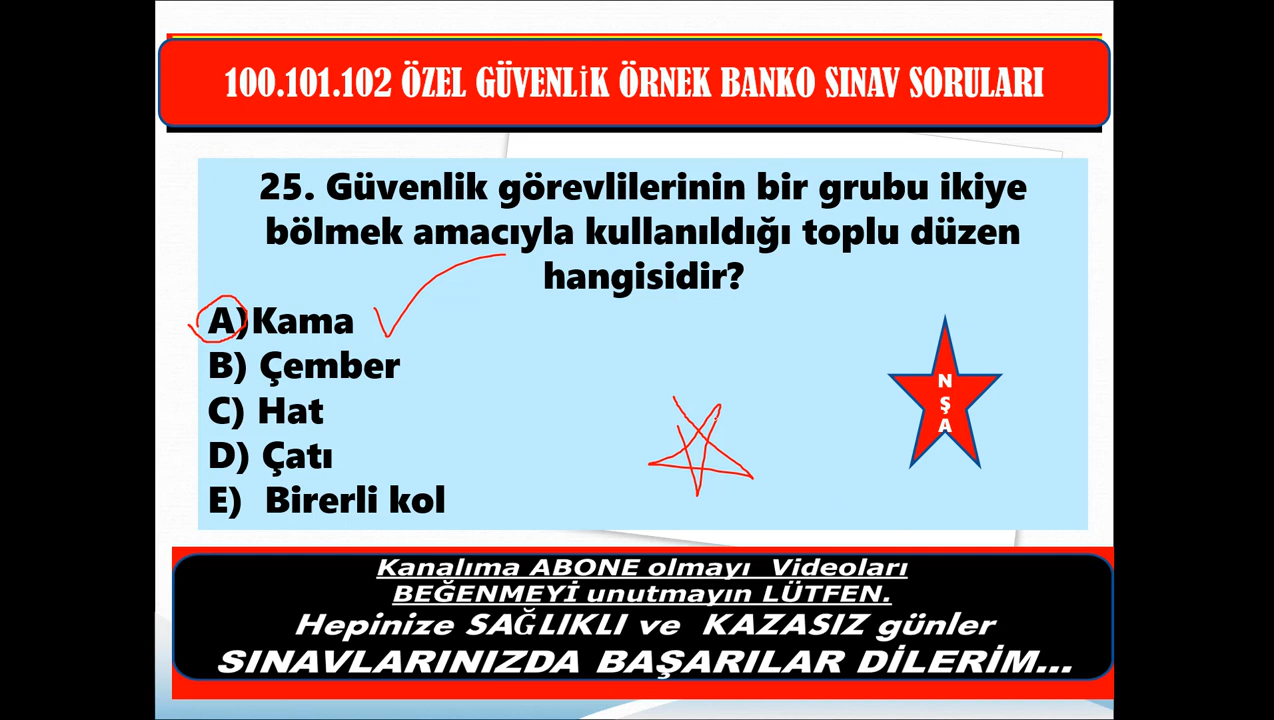 100.101.102 ÖZEL GÜVENLİK ÖRNEK BANKO SINAV SORULARI
25. Güvenlik görevlilerinin bir grubu ikiye
bölmek amacıyla kullanıldığı toplu düzen
hangisidir?
A)Kama
B) Çember
C) Hat
D) Çatı
E) Birerli kol
N
Ş
A
Kanalıma ABONE olmayı Videoları
BEĞENMEYİ unutmayın LÜTFEN.
Hepinize SAĞLIKLI ve KAZASIZ günler
SINAVLARINIZDA BAŞARILAR DİLERİM...